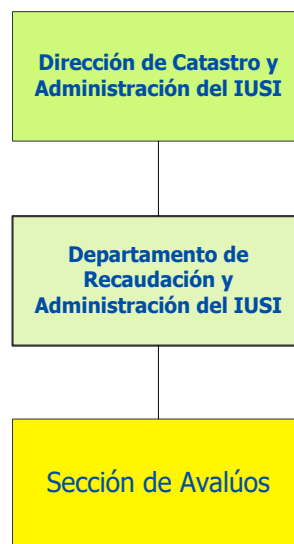 Dirección de Catastro y
Administración del IUSI
Departamento de
Recaudación y
Administración del IUSI
Sección de Avalúos